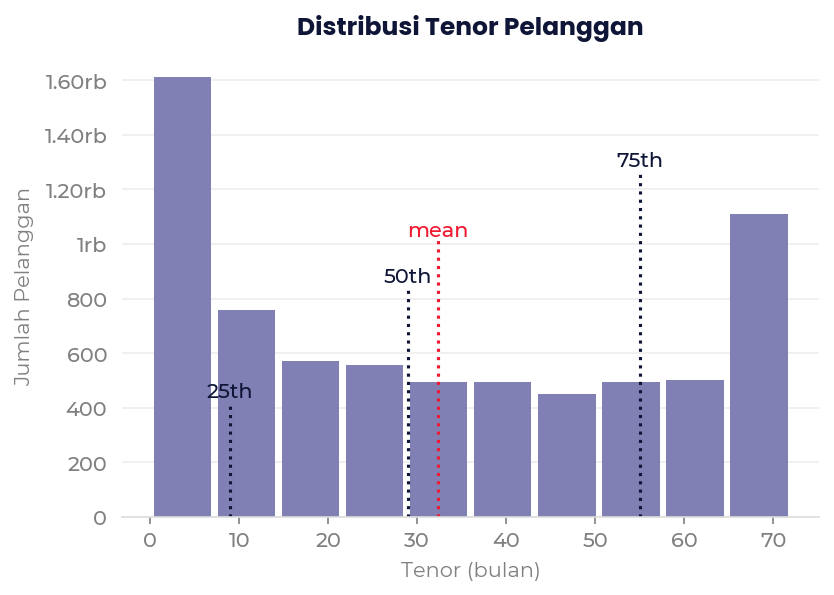 Distribusi Tenor Pelanggan
Jumlah Pelanggan
1.60rb
1.40rb
1.20rb
1rb
800
600
400
200
0
75th
mean
50th
25th
0 10 20 30 40 50 60 70
Tenor (bulan)